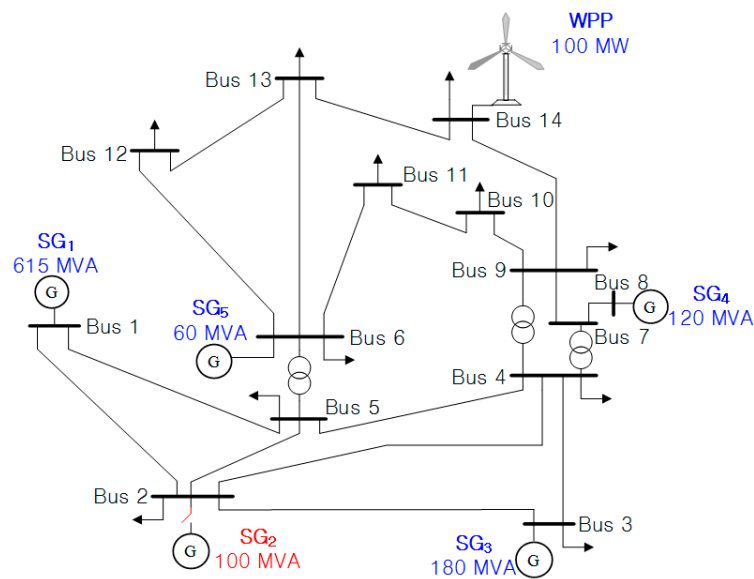 WPP
100 MW
Bus 13
Bus 14
Bus 12
Bus 11
Bus 10
SG1
615 MVA
G
Bus 1
Bus 9
Bus 8
SG5
60 MVA
G
Bus 6
G
SG4
120 MVA
Bus 7
Bus 4
Bus 5
Bus 2
G
SG2
100 MVA
Bus 3
SG3
180 MVA
G